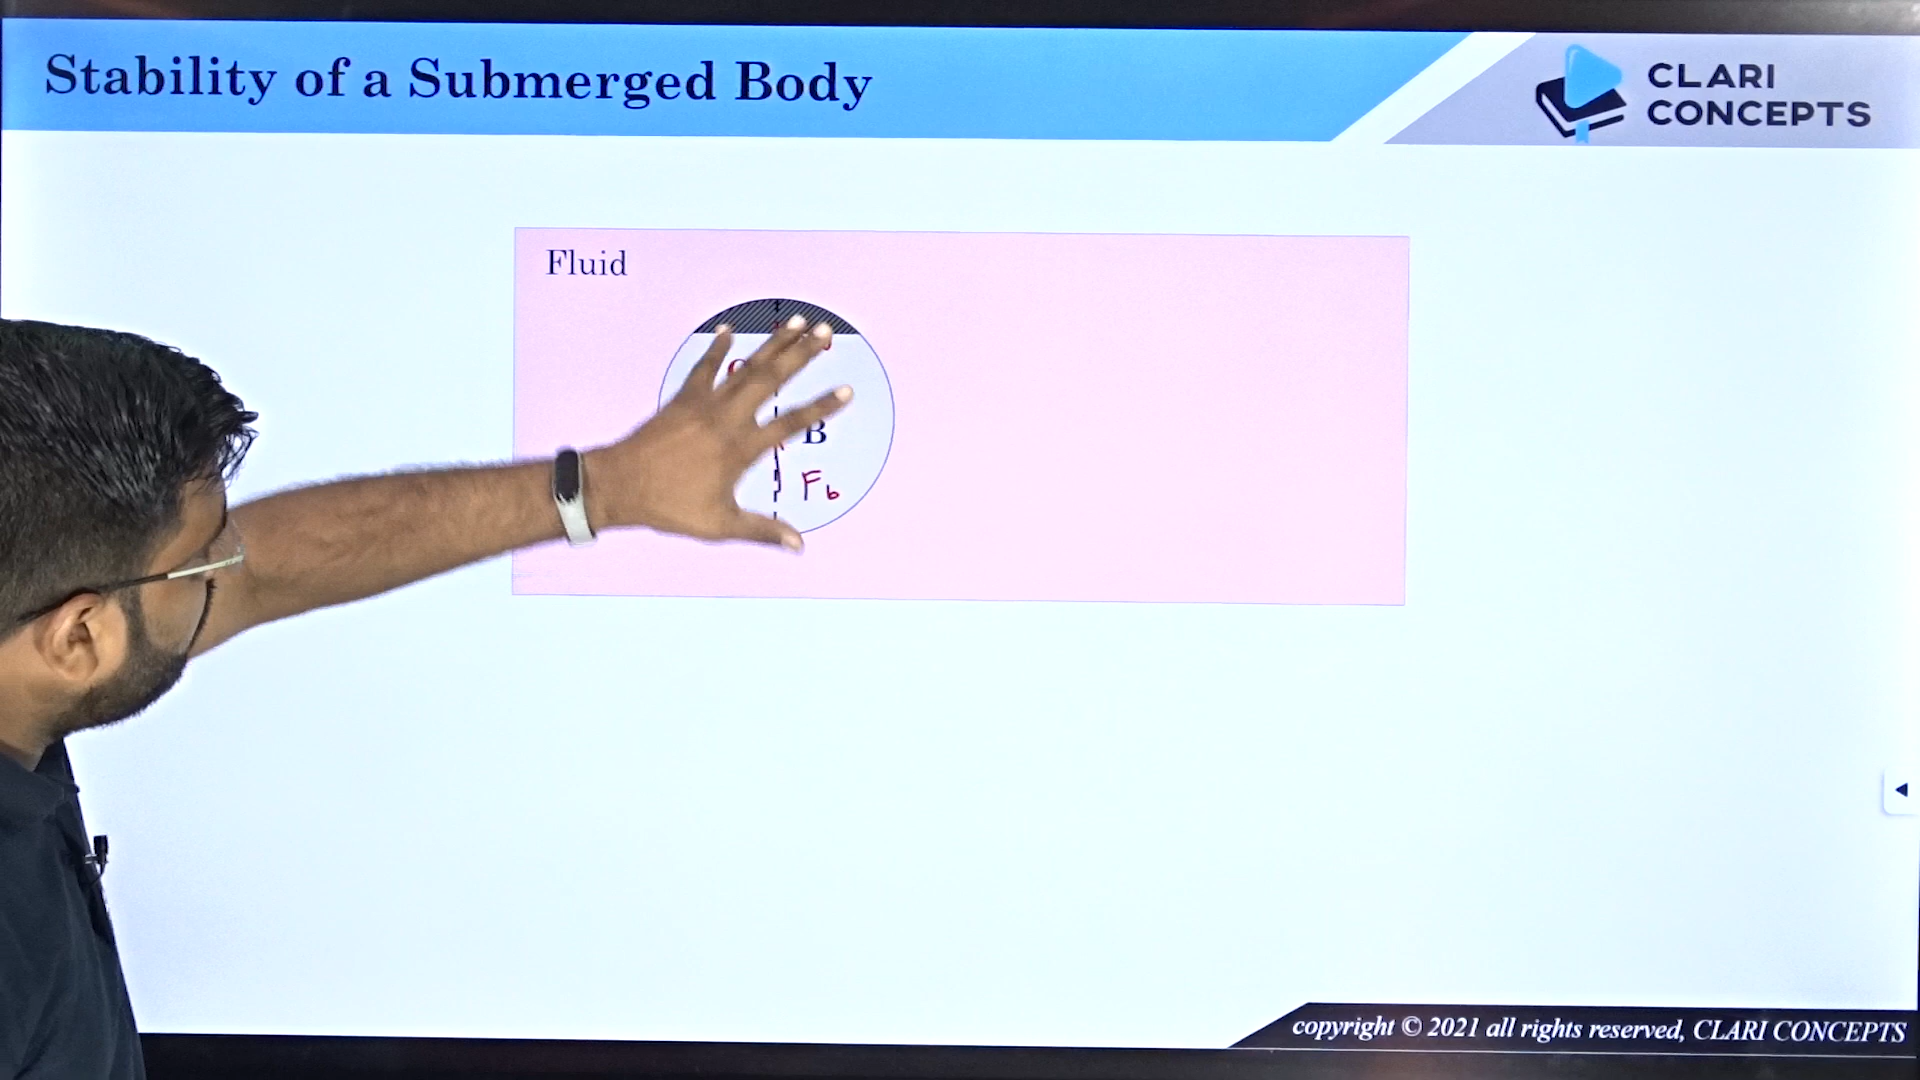 Stability of a Submerged Body
CLARI
CONCEPTS
Fluid
B
Fb
copyright © 2021 all rights reserved, CLARI CONCEPTS